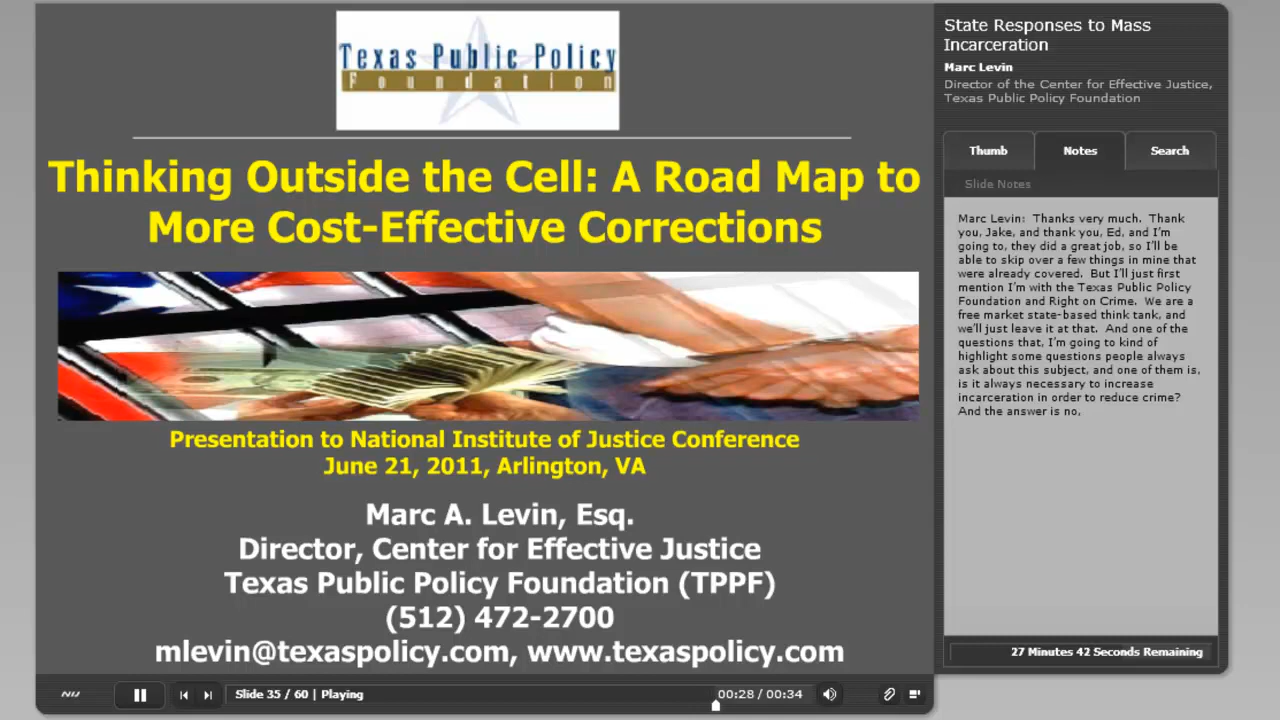 Texas Public Policy
Foundation
Thinking Outside the Cell: A Road Map to
More Cost-Effective Corrections
Presentation to National Institute of Justice Conference
June 21, 2011, Arlington, VA
Marc A. Levin, Esq.
Director, Center for Effective Justice
Texas Public Policy Foundation (TPPF)
(512) 472-2700
mlevin@texaspolicy.com, www.texaspolicy.com
Slide 35 / 60 | Playing
00:28 / 00:34
State Responses to Mass
Incarceration
Marc Levin
Director of the Center for Effective Justice,
Texas Public Policy Foundation
Thumb
Notes
Search
Slide Notes
Marc Levin: Thanks very much. Thank
you, Jake, and thank you, Ed, and I'm
going to, they did a great job, so I'll be
able to skip over a few things in mine that
were already covered. But I'll just first
mention I'm with the Texas Public Policy
Foundation and Right on Crime. We are a
free market state-based think tank, and
we'll just leave it at that. And one of the
questions that, I'm going to kind of
highlight some questions people always
ask about this subject, and one of them is,
is it always necessary to increase
incarceration in order to reduce crime?
And the answer is no,
27 Minutes 42 Seconds Remaining